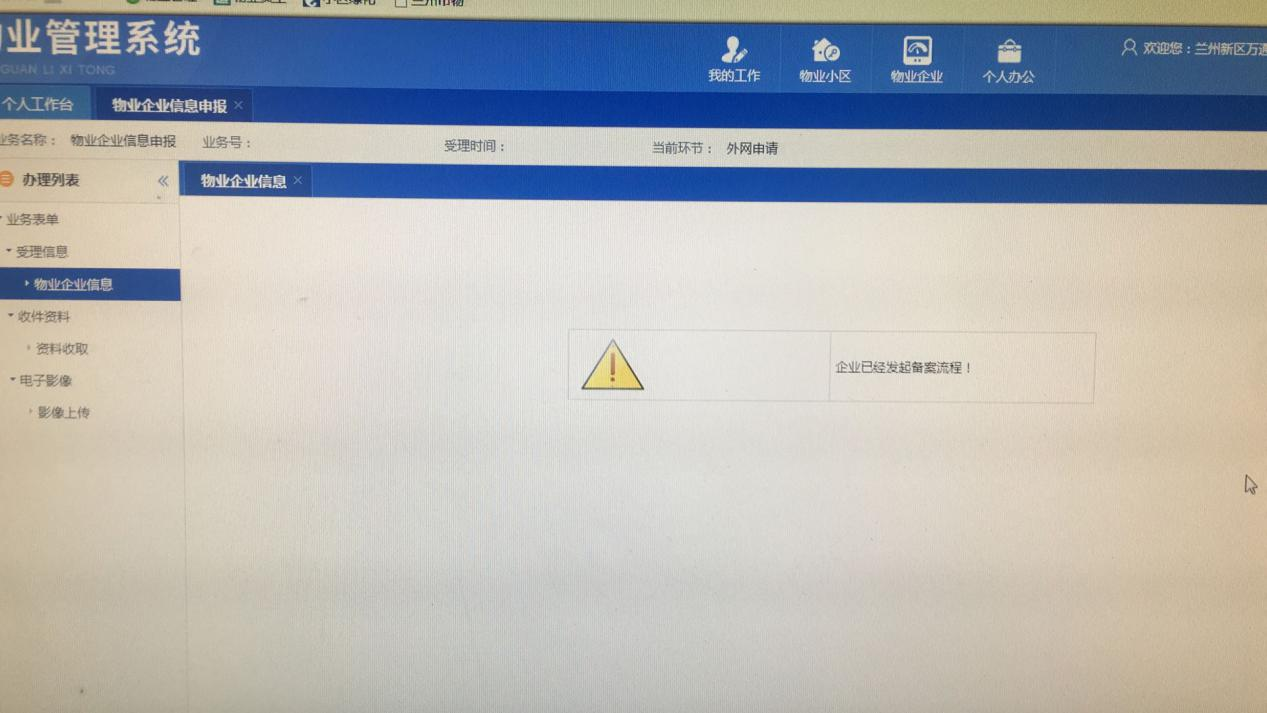 业管理系统
GUAN LI XI TONG
我的工作
物业小区
物业企业
个人办公
欢迎您：兰州新区万
个人工作台
物业企业信息申报
业务名称： 物业企业信息申报 业务号： 受理时间： 当前环节： 外网申请
办理列表
物业企业信息
业务表单
受理信息
物业企业信息
收件资料
资料收取
电子影像
影像上传
企业已经发起备案流程！